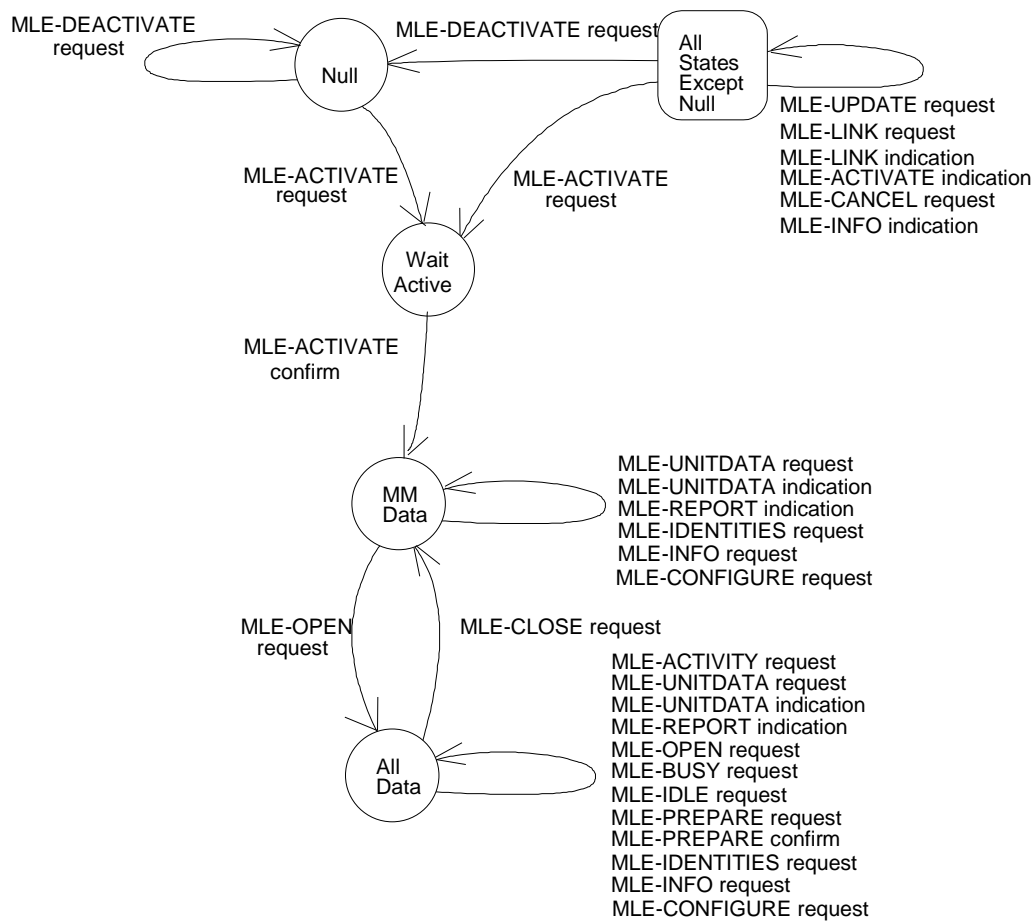 MLE-DEACTIVATE
request
Null
MLE-DEACTIVATE request
All
States
Except
Null
MLE-UPDATE request
MLE-LINK request
MLE-LINK indication
MLE-ACTIVATE indication
MLE-CANCEL request
MLE-INFO indication
MLE-ACTIVATE
request
MLE-ACTIVATE
request
Wait
Active
MLE-ACTIVATE
confirm
MM
Data
MLE-UNITDATA request
MLE-UNITDATA indication
MLE-REPORT indication
MLE-IDENTITIES request
MLE-INFO request
MLE-CONFIGURE request
MLE-OPEN
request
MLE-CLOSE request
All
Data
MLE-ACTIVITY request
MLE-UNITDATA request
MLE-UNITDATA indication
MLE-REPORT indication
MLE-OPEN request
MLE-BUSY request
MLE-IDLE request
MLE-PREPARE request
MLE-PREPARE confirm
MLE-IDENTITIES request
MLE-INFO request
MLE-CONFIGURE request